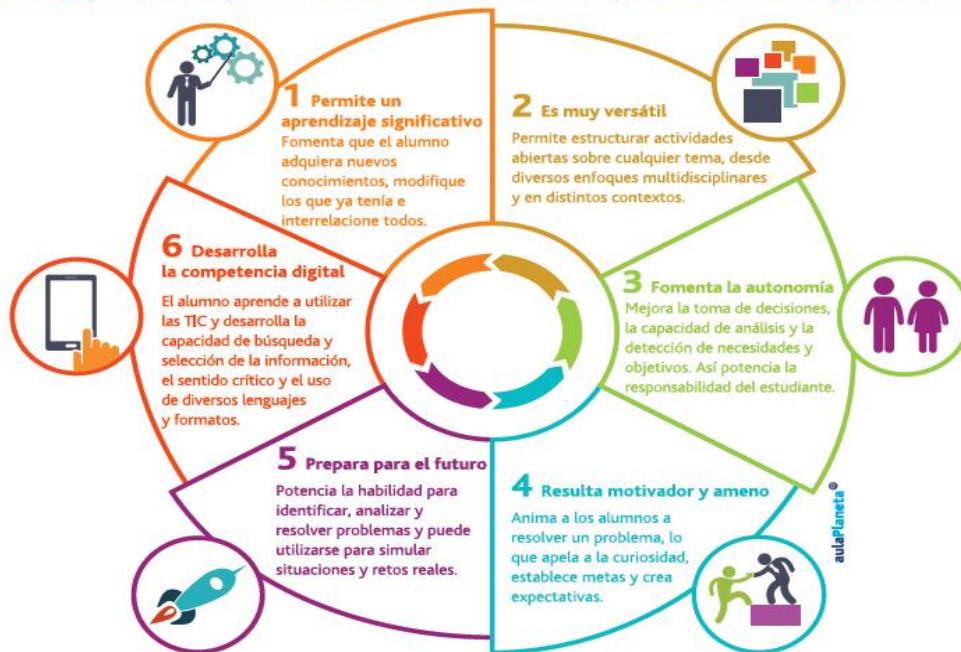 1 Permite un
aprendizaje significativo
Fomenta que el alumno
adquiera nuevos
conocimientos, modifique
los que ya tenía e
interrelacione todos.
2 Es muy versátil
Permite estructurar actividades
abiertas sobre cualquier tema, desde
diversos enfoques multidisciplinares
y en distintos contextos.
3 Fomenta la autonomía
Mejora la toma de decisiones,
la capacidad de análisis y la
detección de necesidades y
objetivos. Así potencia la
responsabilidad del estudiante.
4 Resulta motivador y ameno
Anima a los alumnos a
resolver un problema, lo
que apela a la curiosidad,
establece metas y crea
expectativas.
5 Prepara para el futuro
Potencia la habilidad para
identificar, analizar y
resolver problemas y puede
utilizarse para simular
situaciones y retos reales.
6 Desarrolla
la competencia digital
El alumno aprende a utilizar
las TIC y desarrolla la
capacidad de búsqueda y
selección de la información,
el sentido crítico y el uso
de diversos lenguajes
y formatos.
aulaPlaneta®